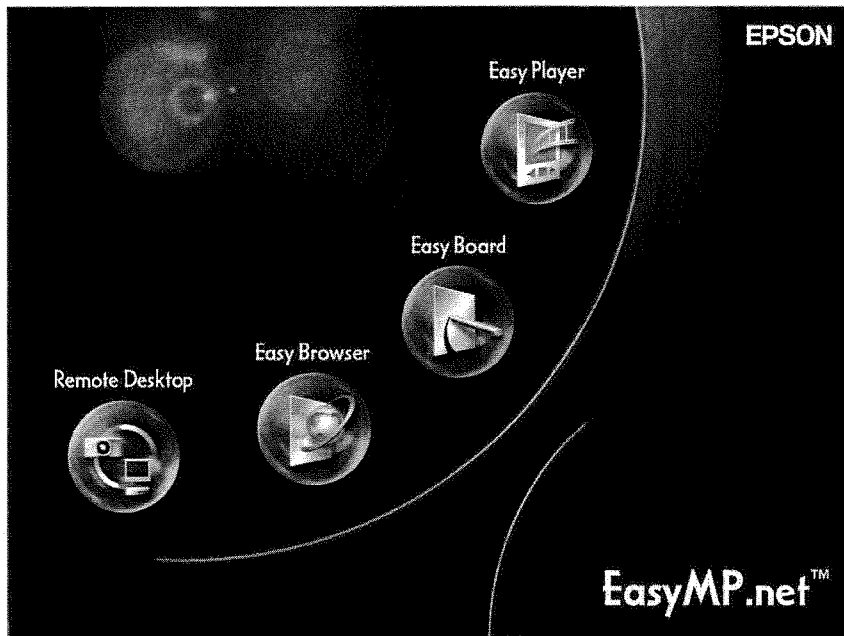 EPSON
Easy Player
Easy Board
Easy Browser
Remote Desktop
EasyMP.net™